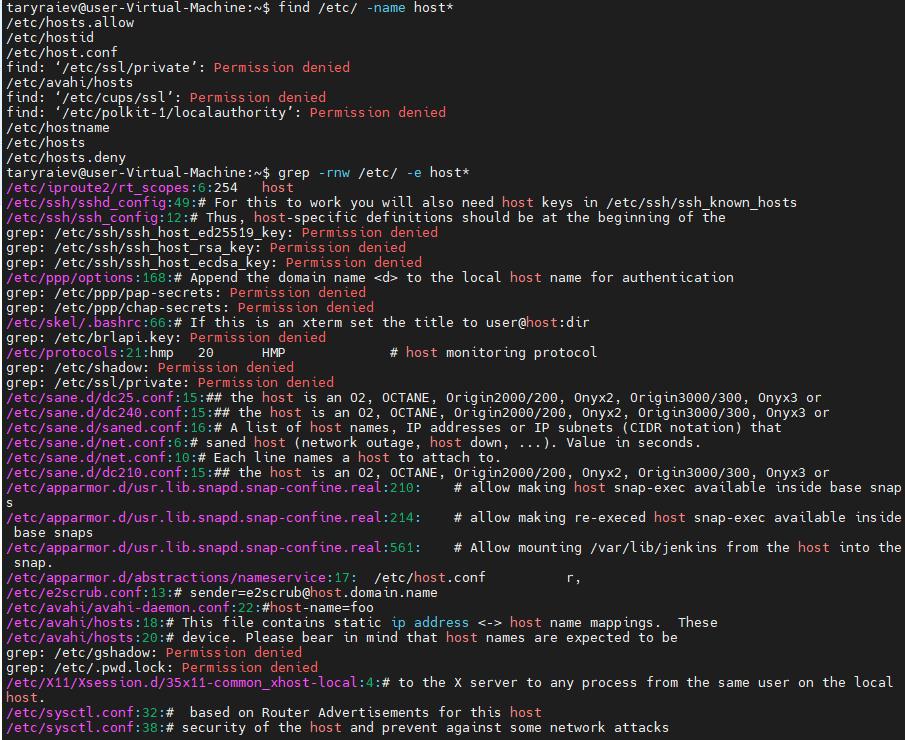 taryraiev@user-Virtual-Machine:~$ find /etc/ -name host*
/etc/hosts.allow
/etc/hostid
/etc/host.conf
find: ‘/etc/ssl/private’: Permission denied
/etc/avahi/hosts
find: ‘/etc/cups/ssl’: Permission denied
find: ‘/etc/polkit-1/localauthority’: Permission denied
/etc/hostname
/etc/hosts
/etc/hosts.deny
taryraiev@user-Virtual-Machine:~$ grep -rnw /etc/ -e host*
/etc/iproute2/rt_scopes:6:254   host
/etc/ssh/sshd_config:49:# For this to work you will also need host keys in /etc/ssh/ssh_known_hosts
/etc/ssh/ssh_config:12:# Thus, host-specific definitions should be at the beginning of the
grep: /etc/ssh/ssh_host_ed25519_key: Permission denied
grep: /etc/ssh/ssh_host_rsa_key: Permission denied
grep: /etc/ssh/ssh_host_ecdsa_key: Permission denied
/etc/ppp/options:168:# Append the domain name <d> to the local host name for authentication
grep: /etc/ppp/pap-secrets: Permission denied
grep: /etc/ppp/chap-secrets: Permission denied
/etc/skel/.bashrc:66:# If this is an xterm set the title to user@host:dir
grep: /etc/brlapi.key: Permission denied
/etc/protocols:21:hmp   20      HMP             # host monitoring protocol
grep: /etc/shadow: Permission denied
grep: /etc/ssl/private: Permission denied
/etc/sane.d/dc25.conf:15:## the host is an O2, OCTANE, Origin2000/200, Onyx2, Origin3000/300, Onyx3 or
/etc/sane.d/dc240.conf:15:## the host is an O2, OCTANE, Origin2000/200, Onyx2, Origin3000/300, Onyx3 or
/etc/sane.d/saned.conf:16:# A list of host names, IP addresses or IP subnets (CIDR notation) that
/etc/sane.d/net.conf:6:# saned host (network outage, host down, ...). Value in seconds.
/etc/sane.d/net.conf:10:# Each line names a host to attach to.
/etc/sane.d/dc210.conf:15:## the host is an O2, OCTANE, Origin2000/200, Onyx2, Origin3000/300, Onyx3 or
/etc/apparmor.d/usr.lib.snapd.snap-confine.real:210:    # allow making host snap-exec available inside base snap
s
/etc/apparmor.d/usr.lib.snapd.snap-confine.real:214:    # allow making re-execed host snap-exec available inside
 base snaps
/etc/apparmor.d/usr.lib.snapd.snap-confine.real:561:    # Allow mounting /var/lib/jenkins from the host into the
 snap.
/etc/apparmor.d/abstractions/nameservice:17:  /etc/host.conf          r,
/etc/e2scrub.conf:13:# sender=e2scrub@host.domain.name
/etc/avahi/avahi-daemon.conf:22:#host-name=foo
/etc/avahi/hosts:18:# This file contains static ip address <-> host name mappings.  These
/etc/avahi/hosts:20:# device. Please bear in mind that host names are expected to be
grep: /etc/gshadow: Permission denied
grep: /etc/.pwd.lock: Permission denied
/etc/X11/Xsession.d/35x11-common_xhost-local:4:# to the X server to any process from the same user on the local
host.
/etc/sysctl.conf:32:#  based on Router Advertisements for this host
/etc/sysctl.conf:38:# security of the host and prevent against some network attacks